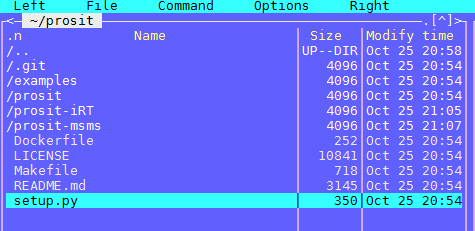 Left File Command Options Right
<─ ~/prosit .[^]>
.n Name Size Modify time
/.. UP--DIR Oct 25 20:58
/.git 4096 Oct 25 20:54
/examples 4096 Oct 25 20:54
/prosit 4096 Oct 25 20:54
/prosit-iRT 4096 Oct 25 21:05
/prosit-msms 4096 Oct 25 21:07
Dockerfile 252 Oct 25 20:54
LICENSE 10841 Oct 25 20:54
Makefile 718 Oct 25 20:54
README.md 3145 Oct 25 20:54
setup.py 350 Oct 25 20:54